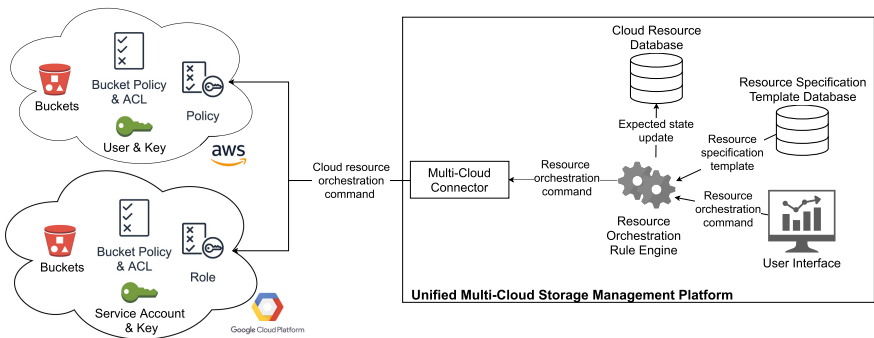 Buckets
Bucket Policy
& ACL
Policy
User & Key
aws
Buckets
Bucket Policy
& ACL
Role
Service Account
& Key
Google Cloud Platform
Cloud resource
orchestration
command
Multi-Cloud
Connector
Resource
orchestration
command
Cloud Resource
Database
Expected state
update
Resource Specification
Template Database
Resource
specification
template
Resource
orchestration
command
Resource
Orchestration
Rule Engine
User Interface
Unified Multi-Cloud Storage Management Platform